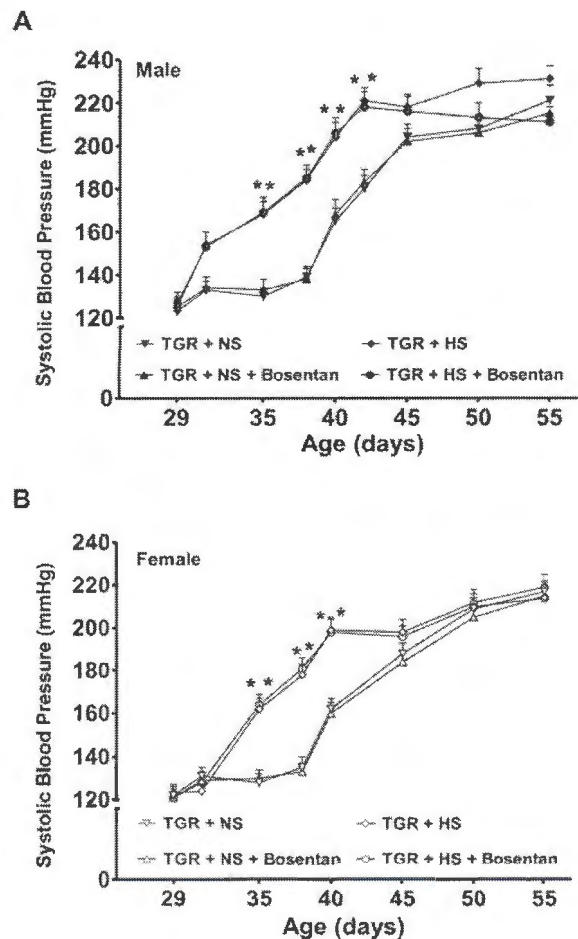 A
Male
Systolic Blood Pressure (mmHg)
240
220
200
180
160
140
120
0
** ** ** **
TGR + NS
TGR + HS
TGR + NS + Bosentan
TGR + HS + Bosentan
29 35 40 45 50 55
Age (days)
B
Female
Systolic Blood Pressure (mmHg)
240
220
200
180
160
140
120
0
** ** **
TGR + NS
TGR + HS
TGR + NS + Bosentan
TGR + HS + Bosentan
29 35 40 45 50 55
Age (days)